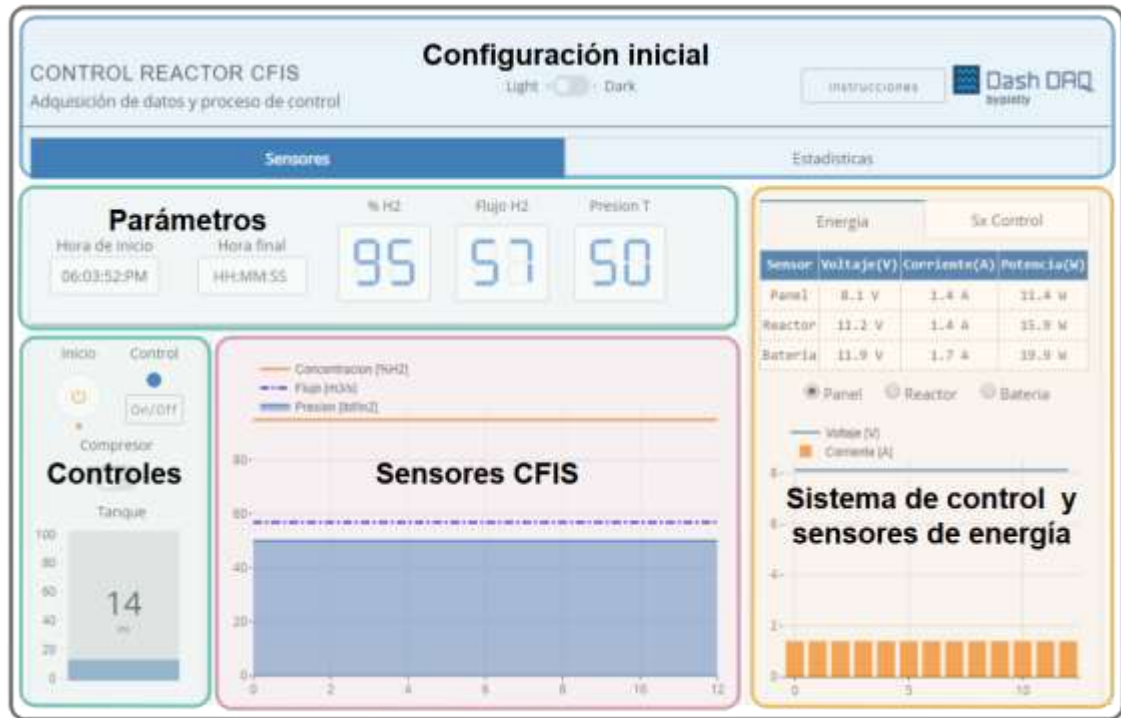 Configuración inicial
CONTROL REACTOR CFIS
Light Dark
Instrucciones
Dash DAQ
Adquisición de datos y proceso de control
Sensores
Estadísticas
Parámetros
% H2
Flujo H2
Presion T
Hora de inicio
Hora final
06:03:52:PM
HH:MM:SS
95
57
50
Energia
Sx Control
Sensor Voltaje(V) Corriente(A) Potencia(W)
Panel 8.1 V 1.4 A 11.4 W
Reactor 11.2 V 1.4 A 15.9 W
Bateria 11.9 V 1.7 A 19.9 W
Panel Reactor Bateria
Voltaje [V]
Corriente [A]
Sistema de control y
sensores de energía
8
6
4
2
0
0 5 10
Inicio Control
On/Off
Compresor
Controles
Tanque
100
80
60
40
20
0
14
Concentracion [%H2]
Flujo [m3/s]
Presion [lbf/in2]
Sensores CFIS
80
60
40
20
0
0 2 4 6 8 10 12